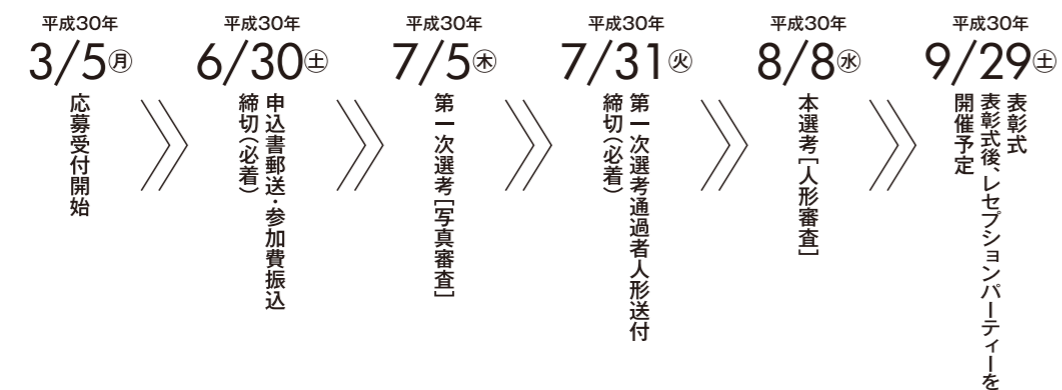 平成30年
3/5㊊
応募受付開始
平成30年
6/30㊏
申込書郵送・参加費振込
締切（必着）
平成30年
7/5㊍
第一次選考［写真審査］
平成30年
7/31㊋
第一次選考通過者人形送付
締切（必着）
平成30年
8/8㊌
本選考［人形審査］
平成30年
9/29㊏
表彰式
表彰式後、レセプションパーティーを
開催予定